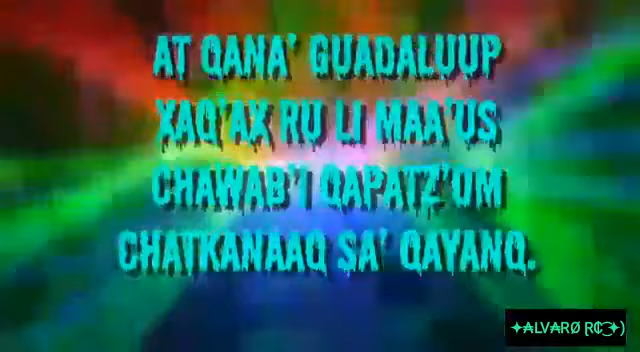 AT QANA' GUADALUUP
XAQ'AX RU LI MAA'US
CHAWAB'I QAPATZ'OM
CHATKANAAQ SA' QAYANQ.
✦ALVARØ R₵